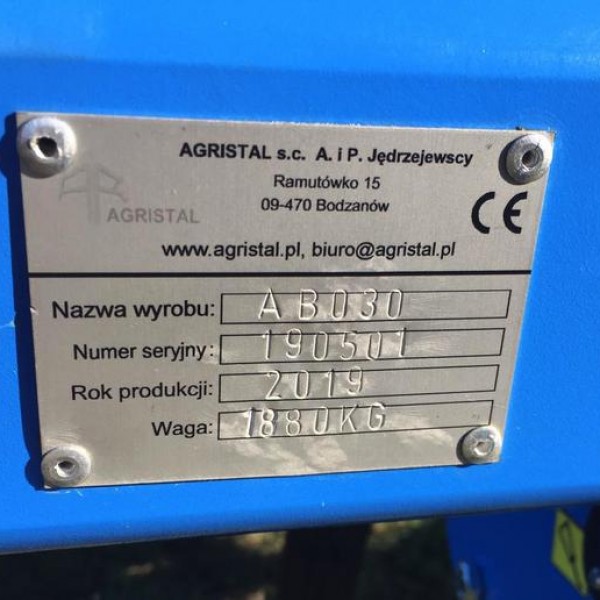 AGRISTAL s.c. A. i P. Jędrzejewscy
Ramutówko 15
09-470 Bodzanów
AGRISTAL
CE
www.agristal.pl, biuro@agristal.pl
Nazwa wyrobu: AB030
Numer seryjny: 190501
Rok produkcji: 2019
Waga: 1880KG